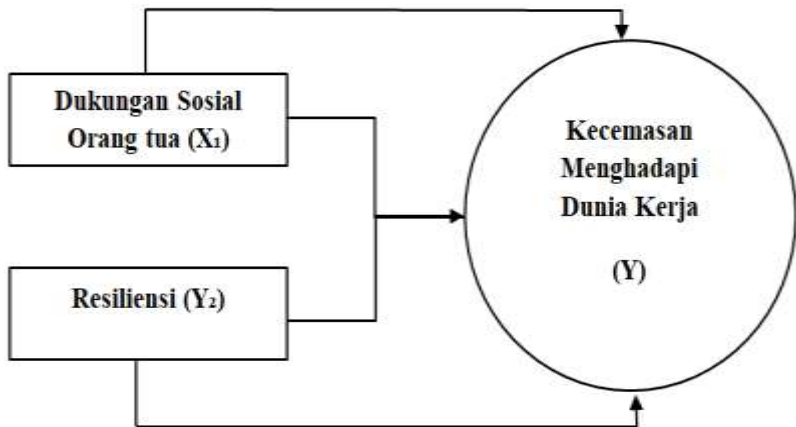 Dukungan Sosial
Orang tua (X₁)
Kecemasan
Menghadapi
Dunia Kerja
(Y)
Resiliensi (Y₂)